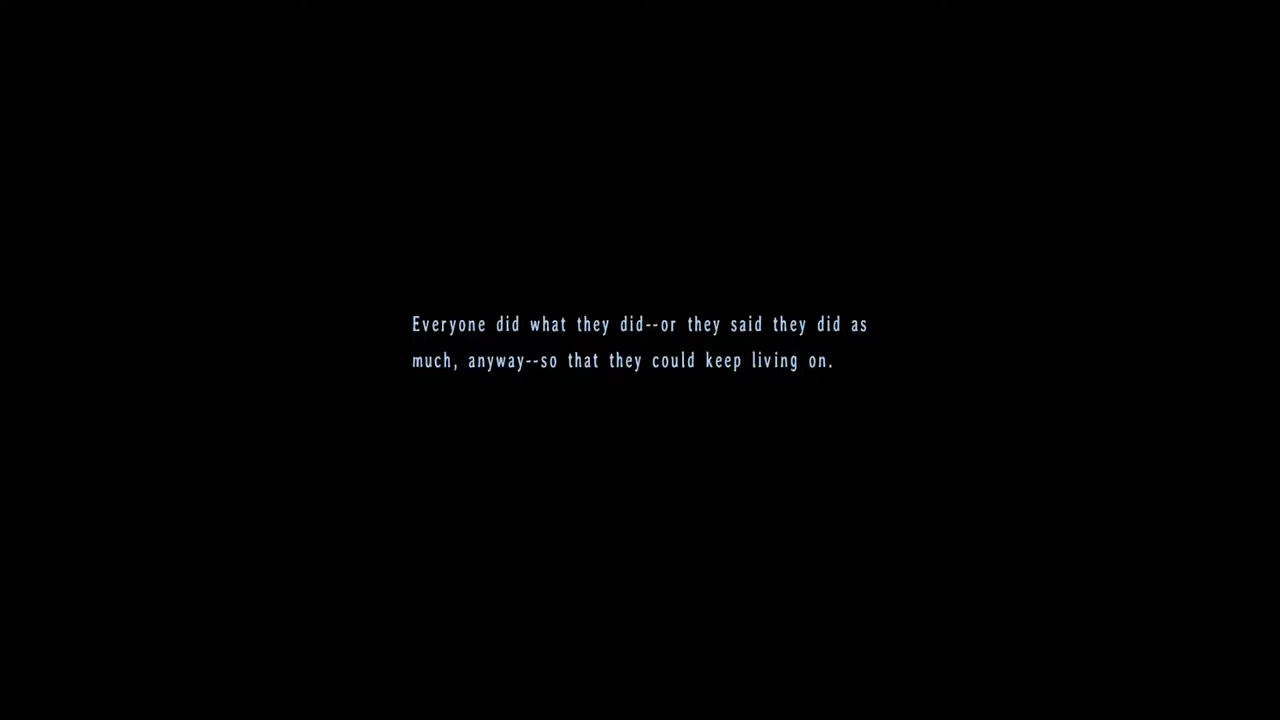 Everyone did what they did--or they said they did as
much, anyway--so that they could keep living on.